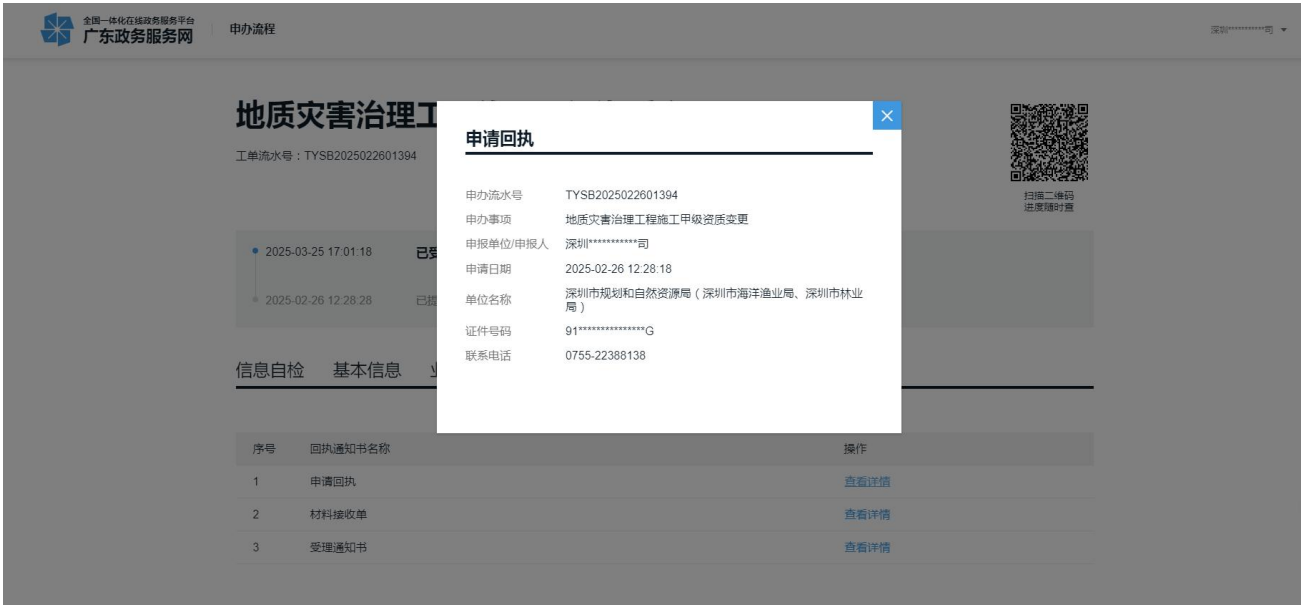 全国一体化在线政务服务平台
广东政务服务网
申办流程
深圳***********司
地质灾害治理工
工单流水号：TYSB2025022601394
扫描二维码
进度随时查
2025-03-25 17:01:18 已受
2025-02-26 12:28:28 已提
信息自检 基本信息
申请回执
申办流水号 TYSB2025022601394
申办事项 地质灾害治理工程施工甲级资质变更
申报单位/申报人 深圳***********司
申请日期 2025-02-26 12:28:18
单位名称 深圳市规划和自然资源局（深圳市海洋渔业局、深圳市林业
局）
证件号码 91***************G
联系电话 0755-22388138
序号 回执通知书名称 操作
1 申请回执 查看详情
2 材料接收单 查看详情
3 受理通知书 查看详情